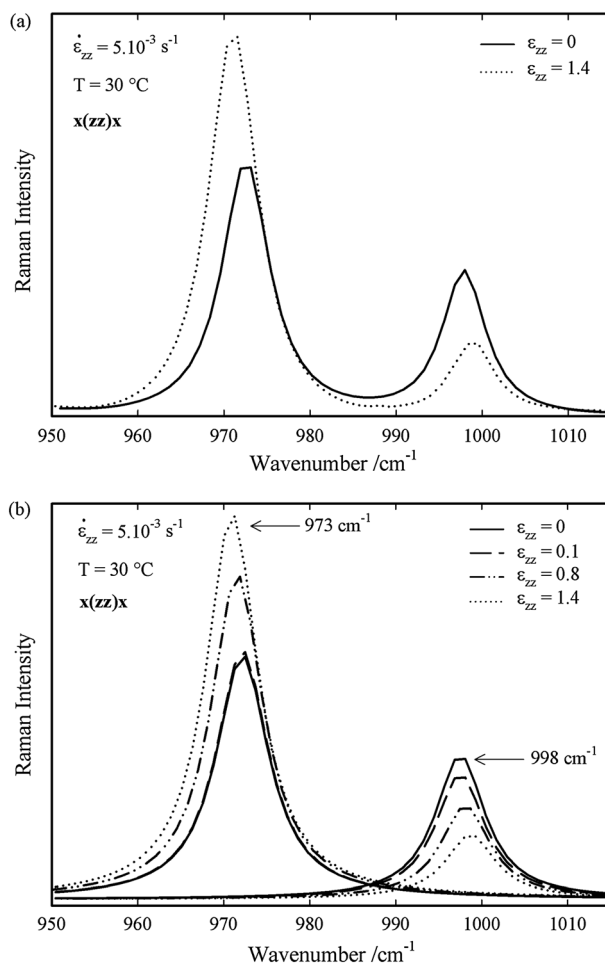 (a)
ε̇zz = 5.10⁻³ s⁻¹
T = 30 °C
x(zz)x
εzz = 0
εzz = 1.4
Raman Intensity
950 960 970 980 990 1000 1010
Wavenumber /cm⁻¹
(b)
ε̇zz = 5.10⁻³ s⁻¹
T = 30 °C
x(zz)x
973 cm⁻¹
εzz = 0
εzz = 0.1
εzz = 0.8
εzz = 1.4
998 cm⁻¹
Raman Intensity
950 960 970 980 990 1000 1010
Wavenumber /cm⁻¹